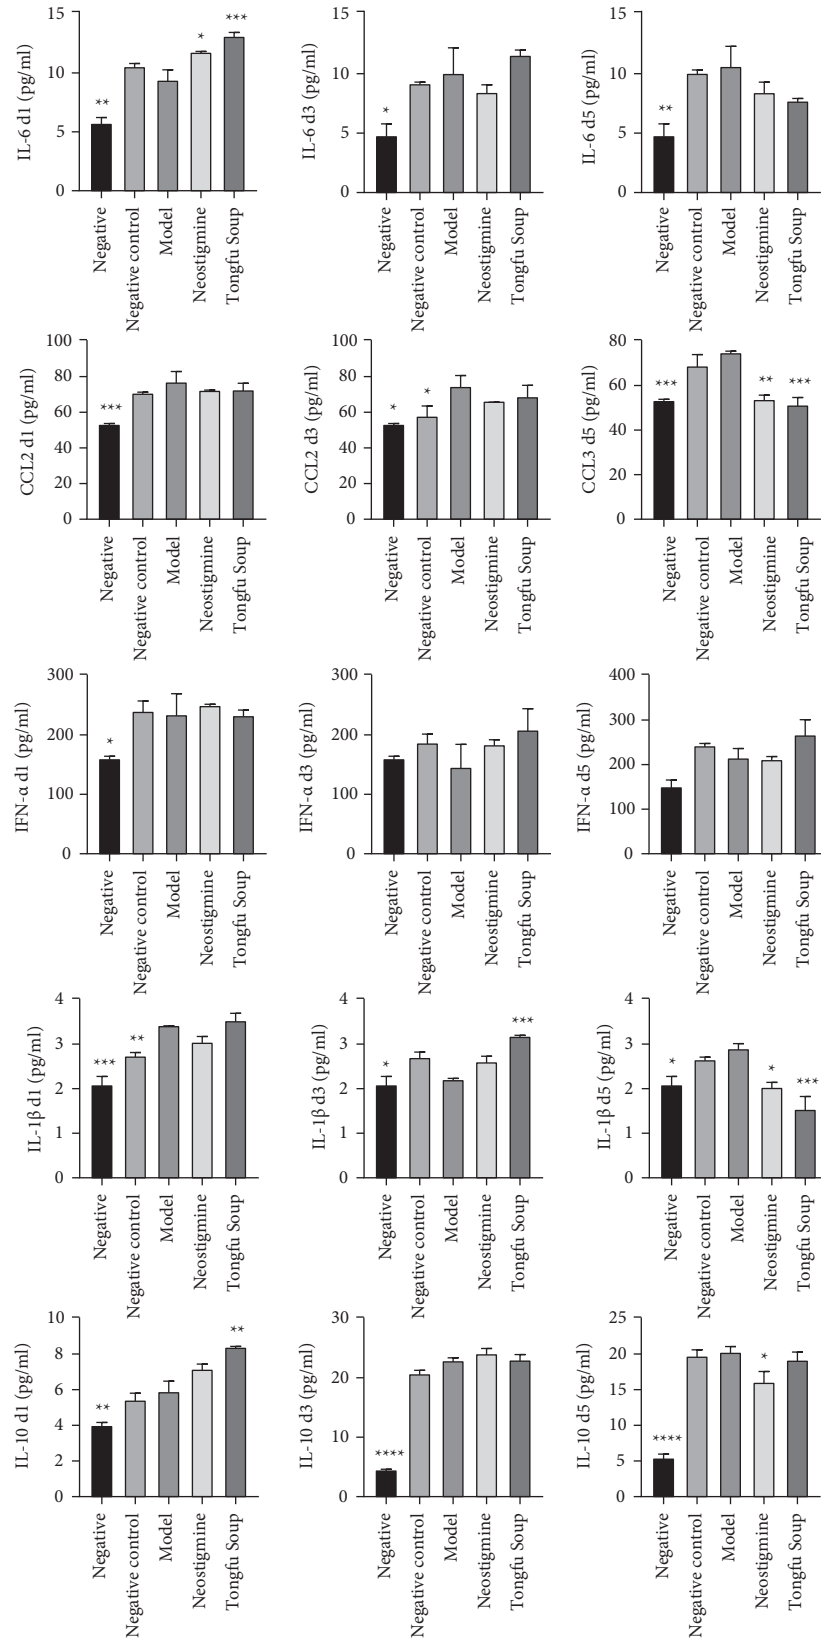 IL-6 d1 (pg/ml)
15
10
5
0
**
*
***
Negative
Negative control
Model
Neostigmine
Tongfu Soup
IL-6 d3 (pg/ml)
15
10
5
0
*
Negative
Negative control
Model
Neostigmine
Tongfu Soup
IL-6 d5 (pg/ml)
15
10
5
0
**
Negative
Negative control
Model
Neostigmine
Tongfu Soup
CCL2 d1 (pg/ml)
100
80
60
40
20
0
***
Negative
Negative control
Model
Neostigmine
Tongfu Soup
CCL2 d3 (pg/ml)
100
80
60
40
20
0
*
*
Negative
Negative control
Model
Neostigmine
Tongfu Soup
CCL3 d5 (pg/ml)
80
60
40
20
0
***
**
***
Negative
Negative control
Model
Neostigmine
Tongfu Soup
IFN-α d1 (pg/ml)
300
200
100
0
*
Negative
Negative control
Model
Neostigmine
Tongfu Soup
IFN-α d3 (pg/ml)
300
200
100
0
Negative
Negative control
Model
Neostigmine
Tongfu Soup
IFN-α d5 (pg/ml)
400
300
200
100
0
Negative
Negative control
Model
Neostigmine
Tongfu Soup
IL-1β d1 (pg/ml)
4
3
2
1
0
***
**
Negative
Negative control
Model
Neostigmine
Tongfu Soup
IL-1β d3 (pg/ml)
4
3
2
1
0
*
***
Negative
Negative control
Model
Neostigmine
Tongfu Soup
IL-1β d5 (pg/ml)
4
3
2
1
0
*
*
***
Negative
Negative control
Model
Neostigmine
Tongfu Soup
IL-10 d1 (pg/ml)
10
8
6
4
2
0
**
**
Negative
Negative control
Model
Neostigmine
Tongfu Soup
IL-10 d3 (pg/ml)
30
20
10
0
****
Negative
Negative control
Model
Neostigmine
Tongfu Soup
IL-10 d5 (pg/ml)
25
20
15
10
5
0
****
*
Negative
Negative control
Model
Neostigmine
Tongfu Soup